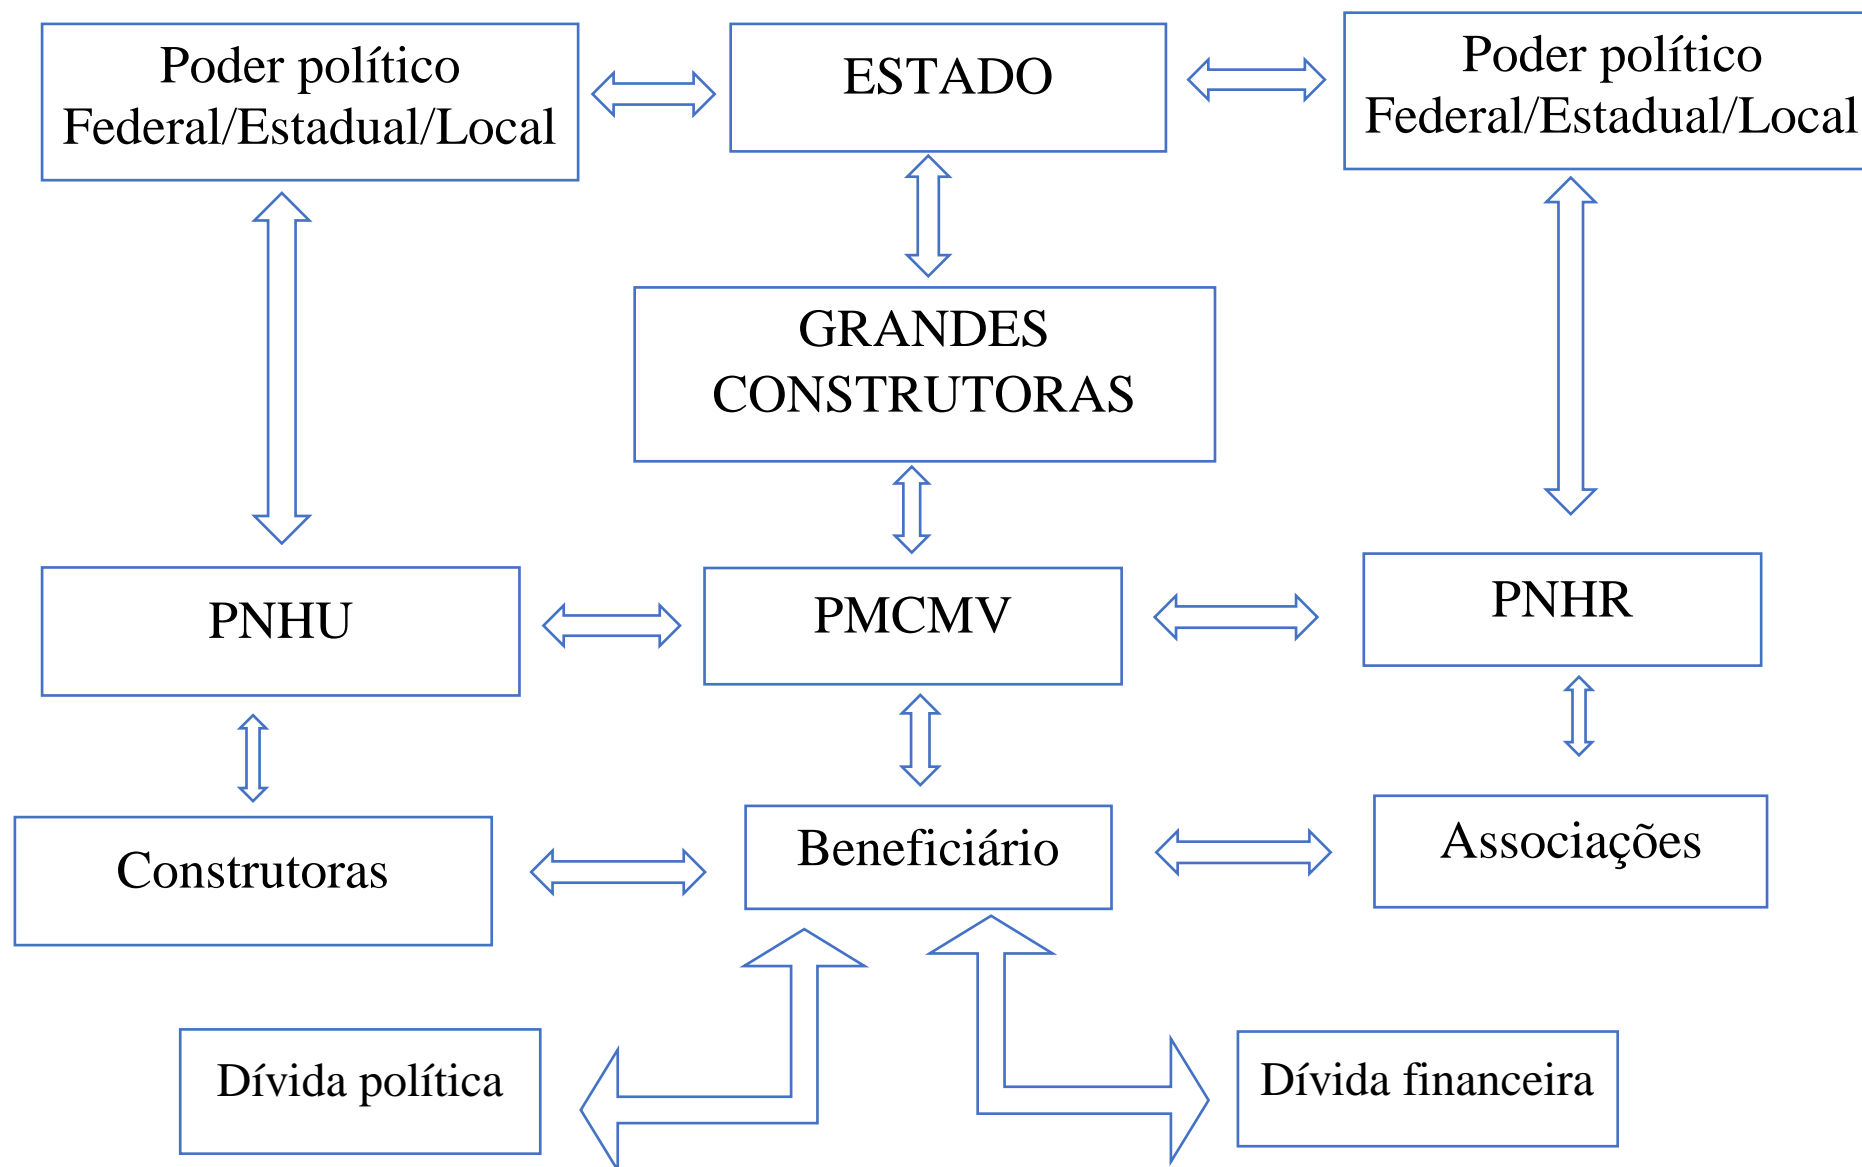 Poder político
Federal/Estadual/Local
ESTADO
Poder político
Federal/Estadual/Local
GRANDES
CONSTRUTORAS
PNHU
PMCMV
PNHR
Construtoras
Beneficiário
Associações
Dívida política
Dívida financeira